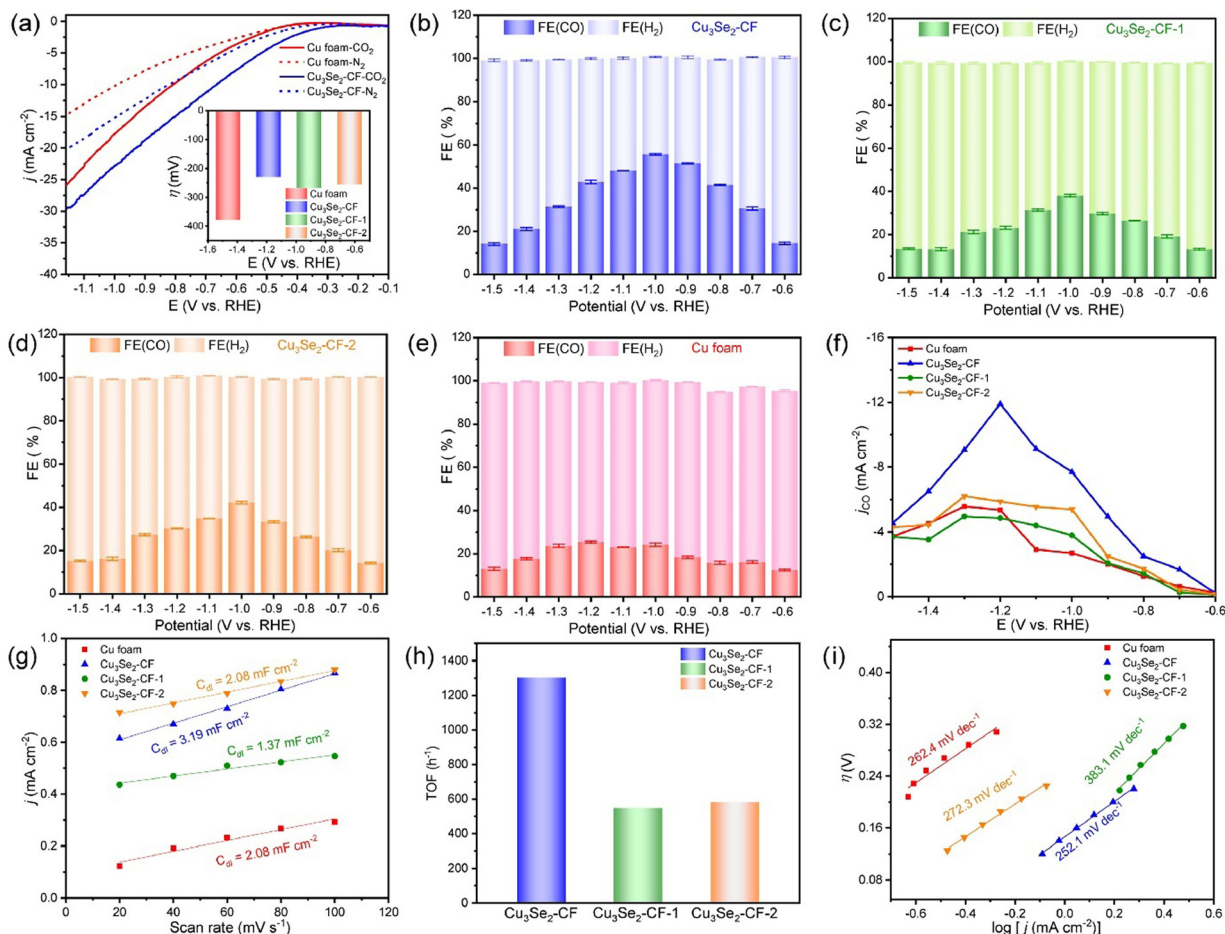 (a)
Cu foam-CO₂
Cu foam-N₂
Cu₃Se₂-CF-CO₂
Cu₃Se₂-CF-N₂
j (mA cm⁻²)
0
-5
-10
-15
-20
-25
-30
-35
-40
-1.1 -1.0 -0.9 -0.8 -0.7 -0.6 -0.5 -0.4 -0.3 -0.2 -0.1
E (V vs. RHE)
η (mV)
0
-100
-200
-300
-400
Cu foam
Cu₃Se₂-CF
Cu₃Se₂-CF-1
Cu₃Se₂-CF-2
-1.6 -1.4 -1.2 -1.0 -0.8 -0.6
E (V vs. RHE)
(b)
FE(CO) FE(H₂) Cu₃Se₂-CF
FE ( % )
120
100
80
60
40
20
0
-1.5 -1.4 -1.3 -1.2 -1.1 -1.0 -0.9 -0.8 -0.7 -0.6
Potential (V vs. RHE)
(c)
FE(CO) FE(H₂) Cu₃Se₂-CF-1
FE ( % )
120
100
80
60
40
20
0
-1.5 -1.4 -1.3 -1.2 -1.1 -1.0 -0.9 -0.8 -0.7 -0.6
Potential (V vs. RHE)
(d)
FE(CO) FE(H₂) Cu₃Se₂-CF-2
FE ( % )
120
100
80
60
40
20
0
-1.5 -1.4 -1.3 -1.2 -1.1 -1.0 -0.9 -0.8 -0.7 -0.6
Potential (V vs. RHE)
(e)
FE(CO) FE(H₂) Cu foam
FE ( % )
120
100
80
60
40
20
0
-1.5 -1.4 -1.3 -1.2 -1.1 -1.0 -0.9 -0.8 -0.7 -0.6
Potential (V vs. RHE)
(f)
Cu foam
Cu₃Se₂-CF
Cu₃Se₂-CF-1
Cu₃Se₂-CF-2
jCO (mA cm⁻²)
-16
-12
-8
-4
0
-1.4 -1.2 -1.0 -0.8 -0.6
E (V vs. RHE)
(g)
Cu foam
Cu₃Se₂-CF
Cu₃Se₂-CF-1
Cu₃Se₂-CF-2
Cdl = 2.08 mF cm⁻²
Cdl = 3.19 mF cm⁻²
Cdl = 1.37 mF cm⁻²
Cdl = 2.08 mF cm⁻²
j (mA cm⁻²)
1.0
0.8
0.6
0.4
0.2
0.0
0 20 40 60 80 100 120
Scan rate (mV s⁻¹)
(h)
Cu₃Se₂-CF
Cu₃Se₂-CF-1
Cu₃Se₂-CF-2
TOF (h⁻¹)
1400
1200
1000
800
600
400
200
0
Cu₃Se₂-CF Cu₃Se₂-CF-1 Cu₃Se₂-CF-2
(i)
Cu foam
Cu₃Se₂-CF
Cu₃Se₂-CF-1
Cu₃Se₂-CF-2
262.4 mV dec⁻¹
383.1 mV dec⁻¹
272.3 mV dec⁻¹
252.1 mV dec⁻¹
η (V)
0.40
0.32
0.24
0.16
0.08
-0.8 -0.4 0.0 0.4 0.8
log [ j (mA cm⁻²)]